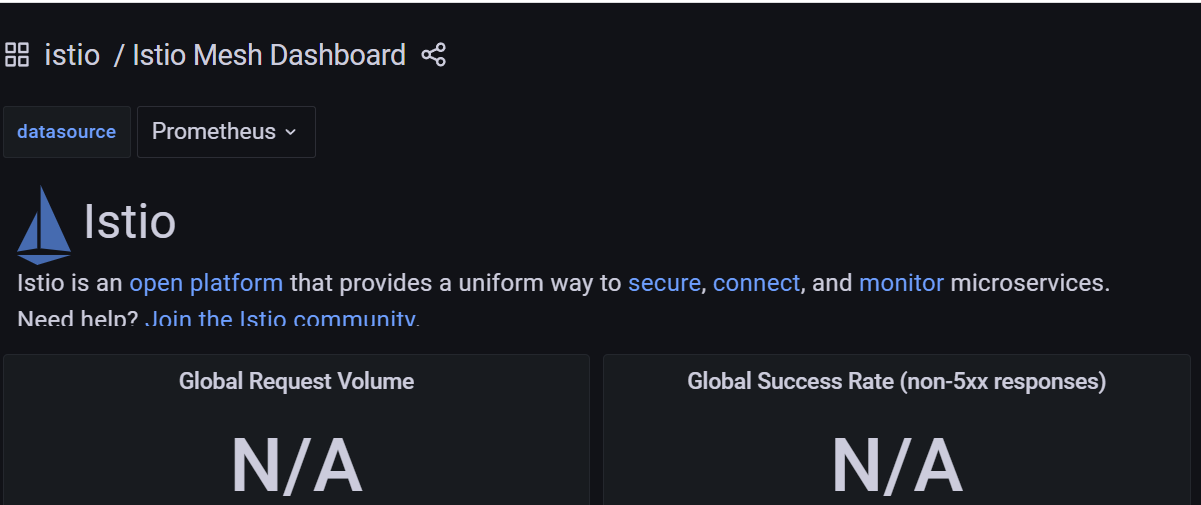 istio / Istio Mesh Dashboard
datasource Prometheus
Istio
Istio is an open platform that provides a uniform way to secure, connect, and monitor microservices.
Need help? Join the Istio community.
Global Request Volume
N/A
Global Success Rate (non-5xx responses)
N/A